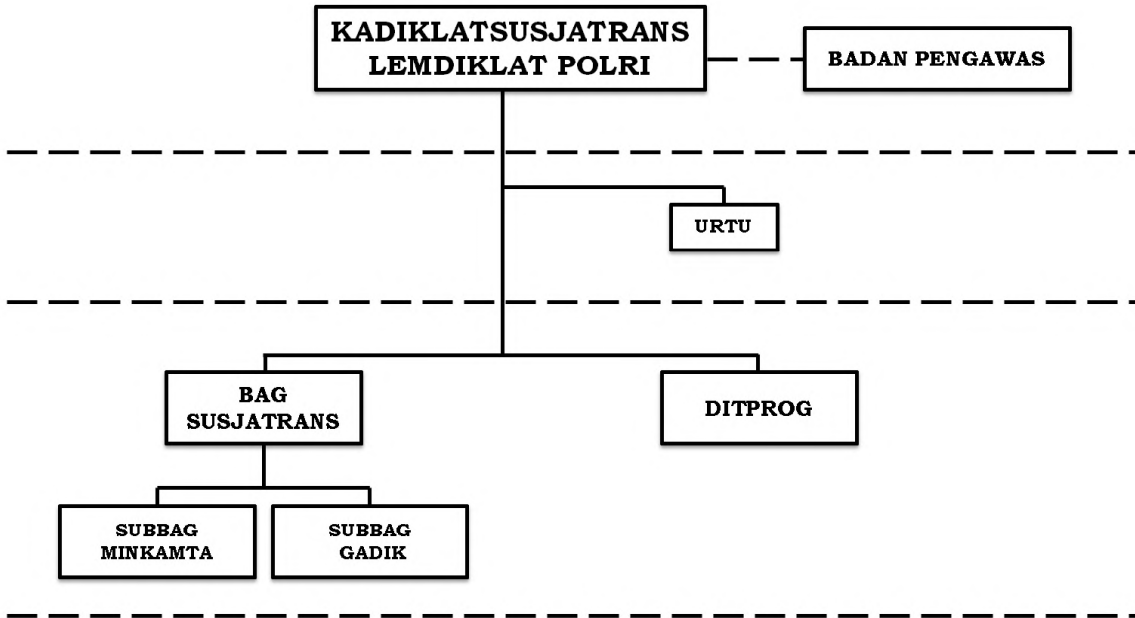 KADIKLATSUSJATRANS
LEMDIKLAT POLRI
BADAN PENGAWAS
URTU
BAG
SUSJATRANS
DITPROG
SUBBAG
MINKAMTA
SUBBAG
GADIK